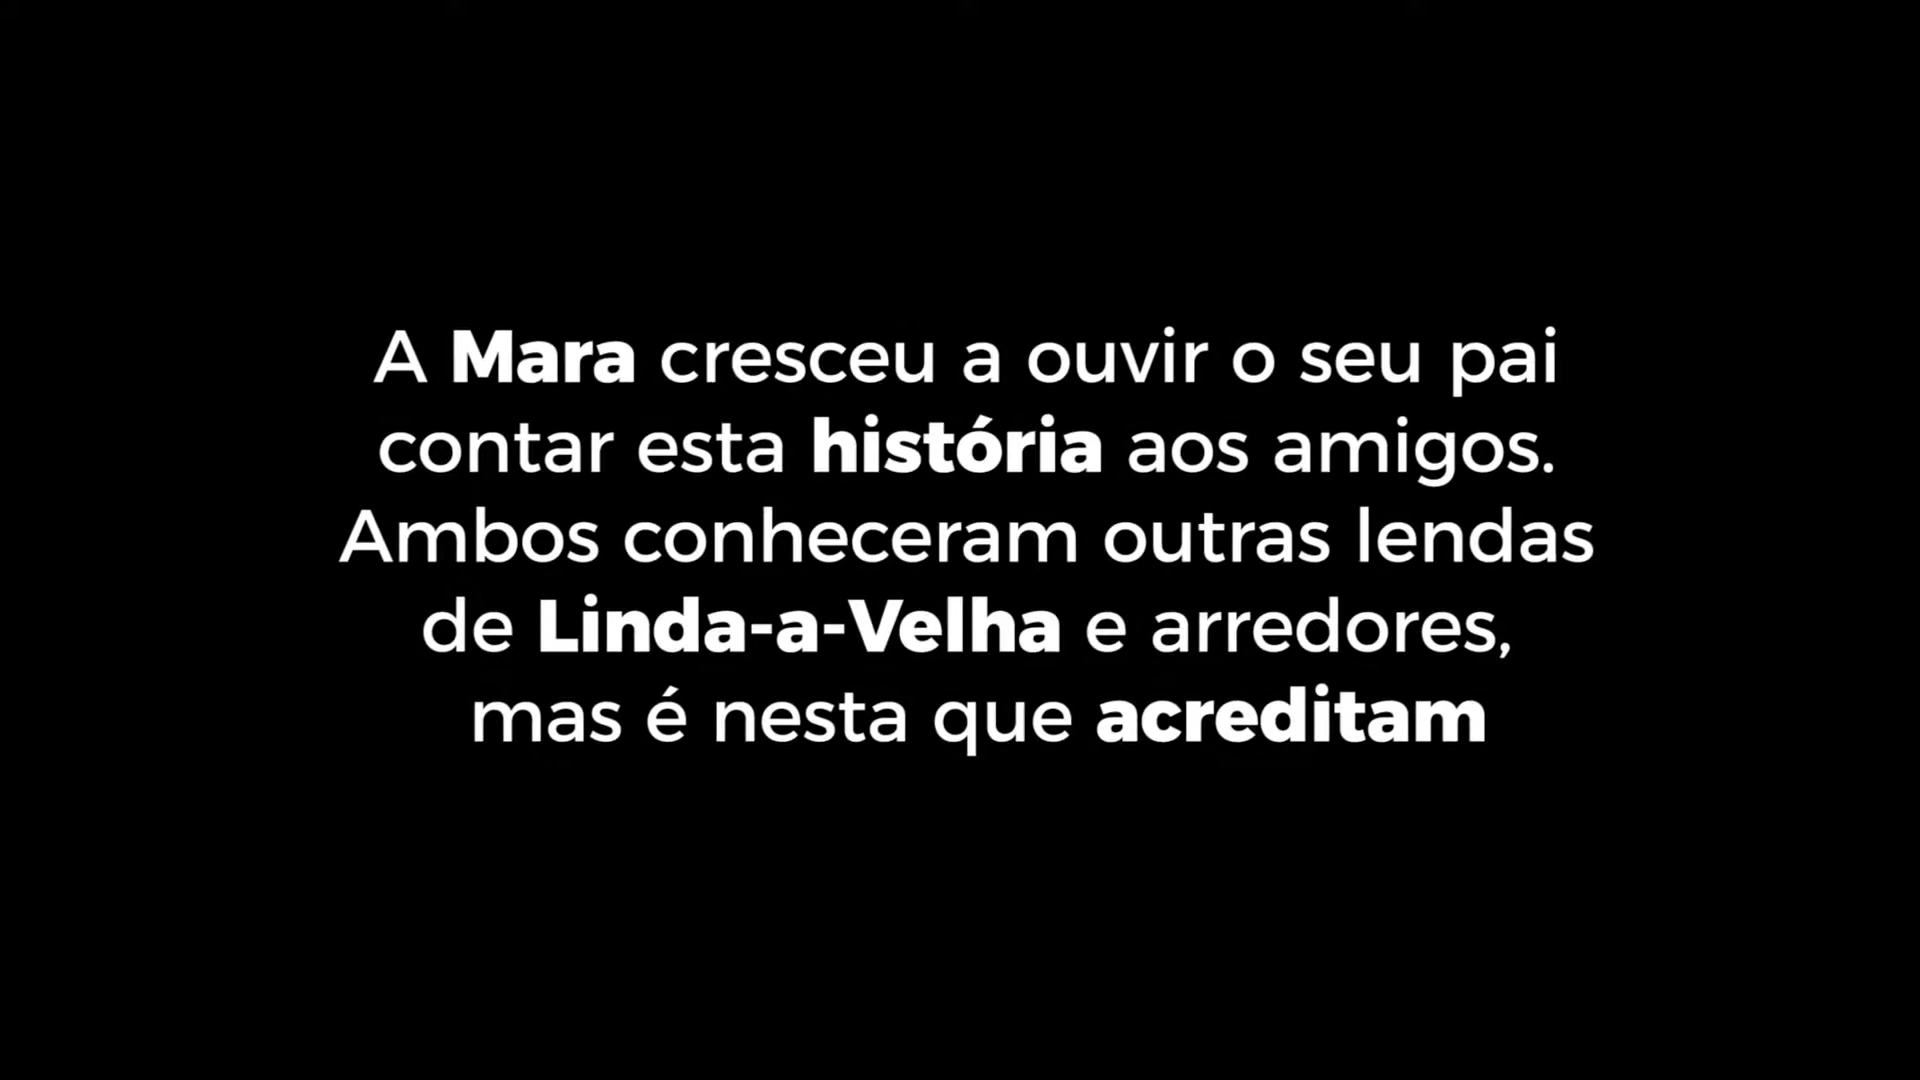 A Mara cresceu a ouvir o seu pai
contar esta história aos amigos.
Ambos conheceram outras lendas
de Linda-a-Velha e arredores,
mas é nesta que acreditam